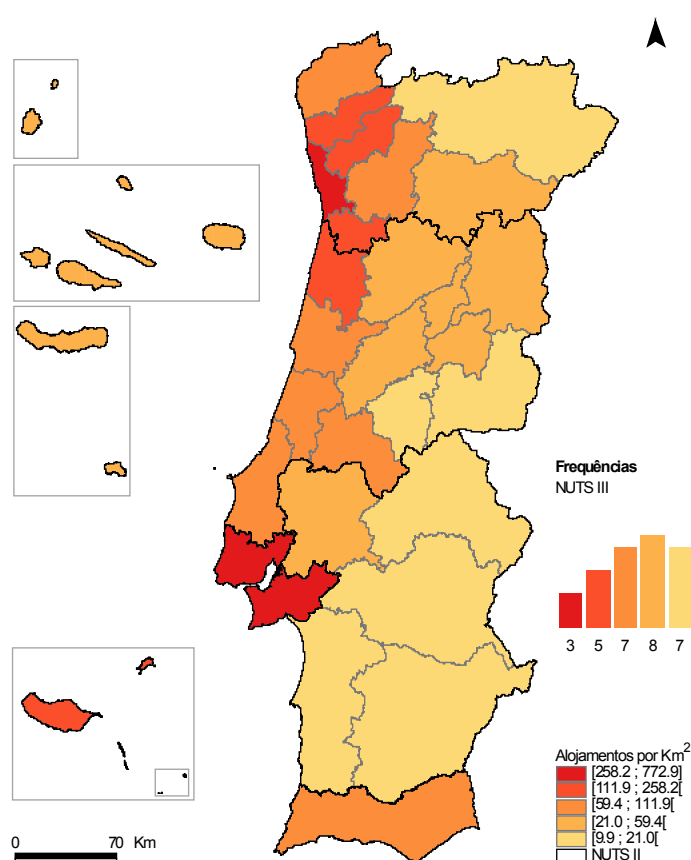 Frequências
NUTS III
3 5 7 8 7
Alojamentos por Km2
[258.2 ; 772.9]
[111.9 ; 258.2[
[59.4 ; 111.9[
[21.0 ; 59.4[
[9.9 ; 21.0[
NUTS II
0 70 Km